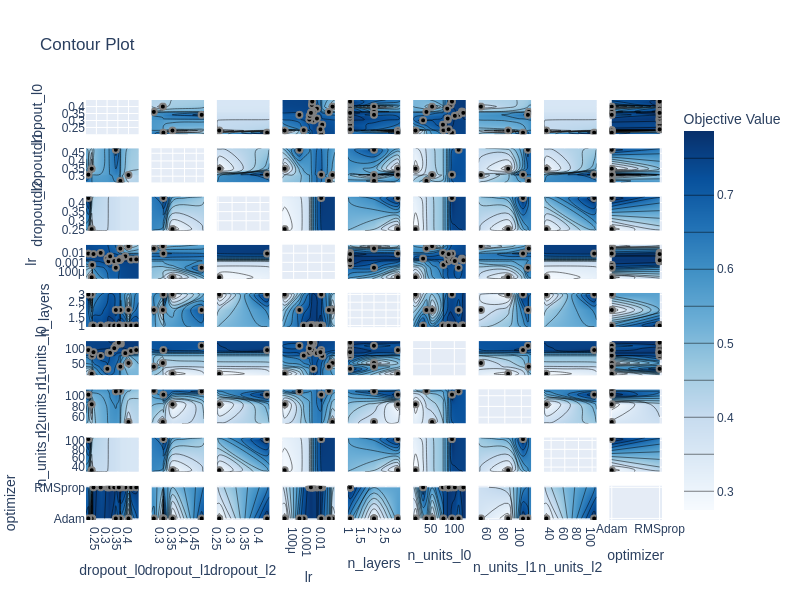 Contour Plot
Objective Value
0.7
0.6
0.5
0.4
0.3
dropout_l0
0.4
0.35
0.3
0.25
0.45
0.4
0.35
0.3
dropout_l2
0.4
0.35
0.3
0.25
lr
0.01
0.001
100μ
n_layers
3
2.5
2
1.5
1
n_units_l0
100
50
n_units_l1
100
80
60
n_units_l2
100
80
60
40
optimizer
RMSprop
Adam
0.25 0.3 0.35 0.4
0.3 0.35 0.4 0.45
0.25 0.3 0.35 0.4
100μ 0.001 0.01
1 1.5 2 2.5 3
50 100
60 80 100
40 60 80 100
Adam RMSprop
dropout_l0 dropout_l1 dropout_l2 lr n_layers n_units_l0 n_units_l1 n_units_l2 optimizer